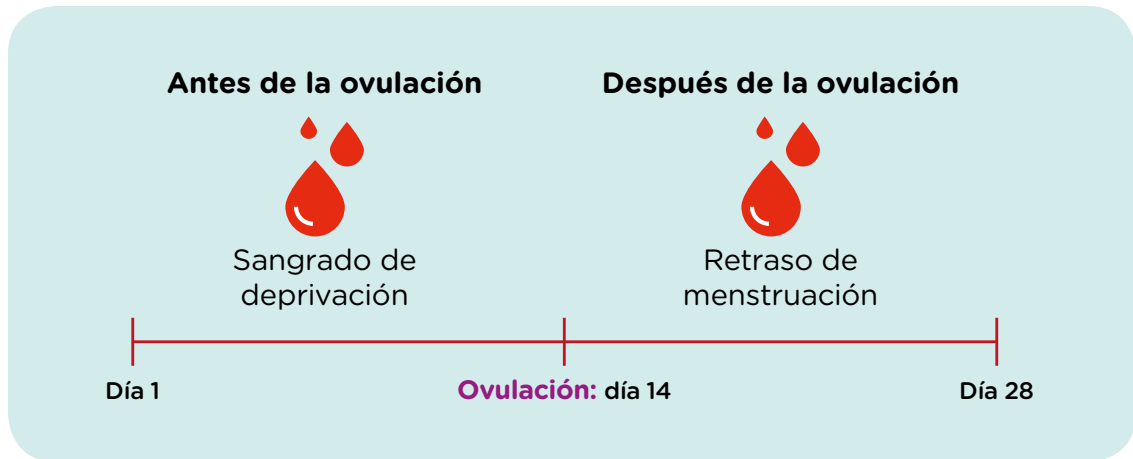 Antes de la ovulación
Después de la ovulación
Sangrado de
deprivación
Retraso de
menstruación
Día 1
Ovulación: día 14
Día 28